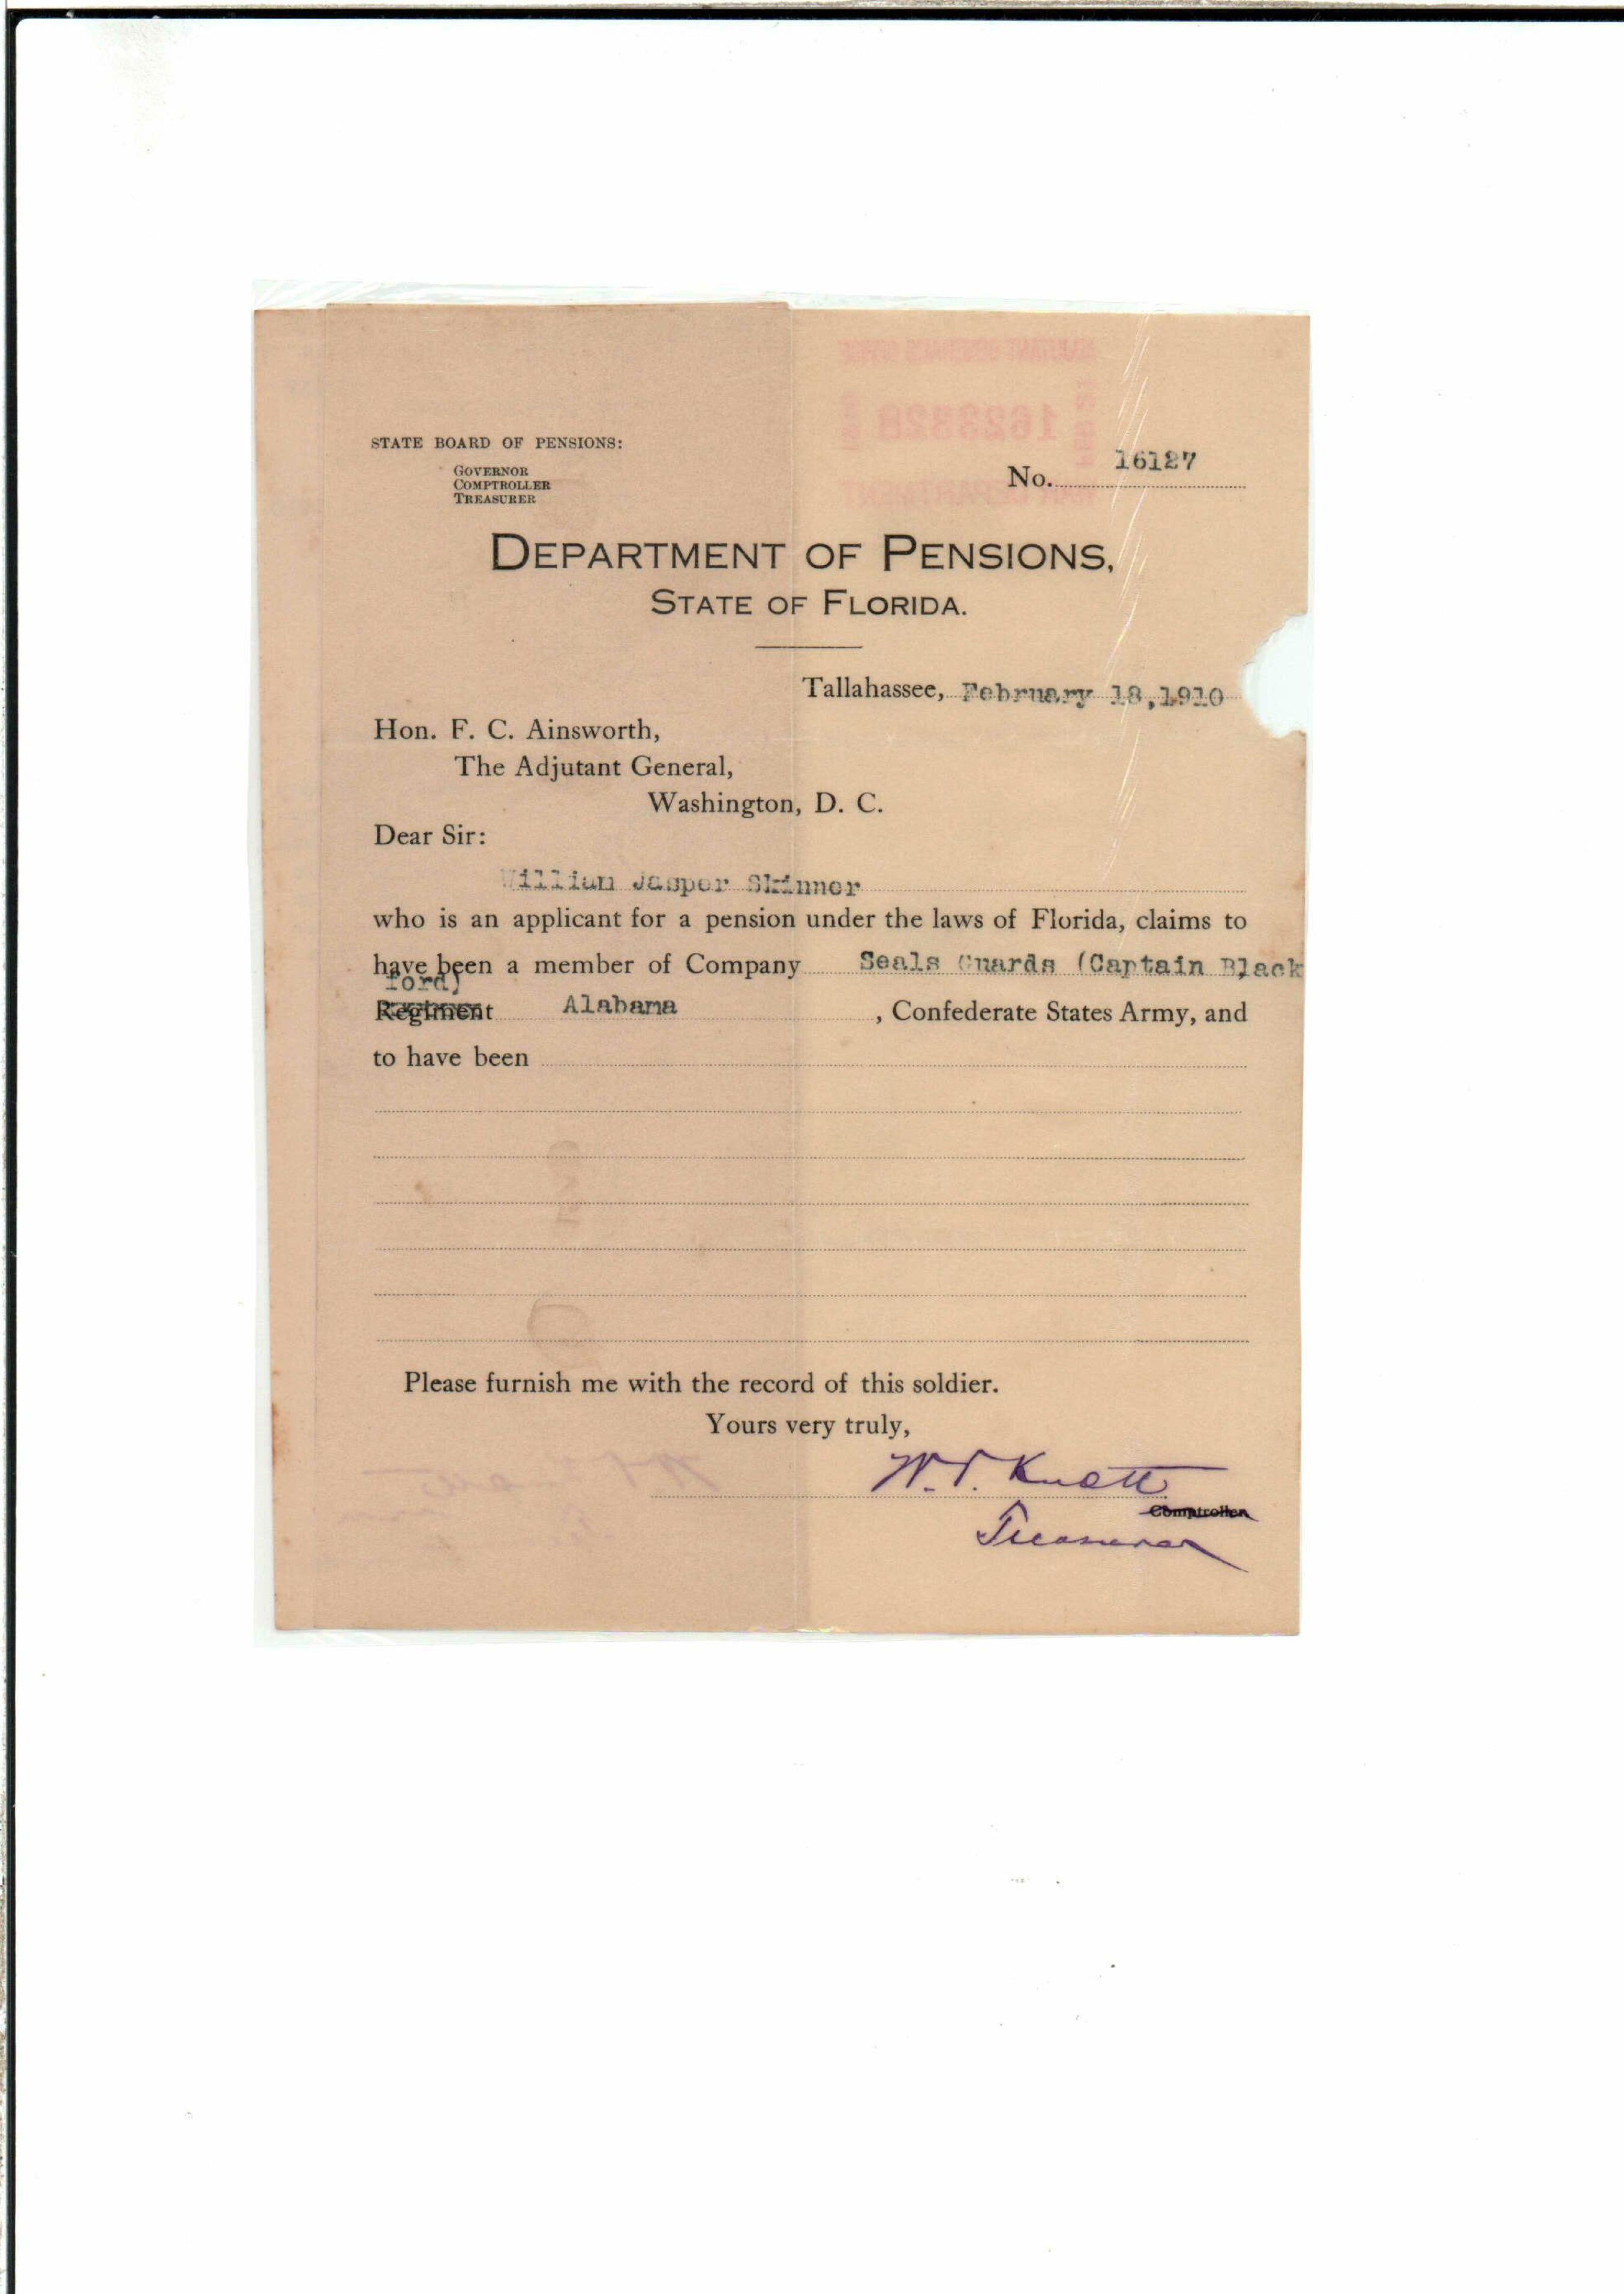 STATE BOARD OF PENSIONS:
GOVERNOR
COMPTROLLER
TREASURER
No. 16127
DEPARTMENT OF PENSIONS,
STATE OF FLORIDA.
Tallahassee, February 18, 1910
Hon. F. C. Ainsworth,
The Adjutant General,
Washington, D. C.
Dear Sir:
William Jasper Skinner
who is an applicant for a pension under the laws of Florida, claims to
have been a member of Company Seals Guards (Captain Black
ford)
Regiment Alabama , Confederate States Army, and
to have been
Please furnish me with the record of this soldier.
Yours very truly,
W. V. Knott
Comptroller
Treasurer